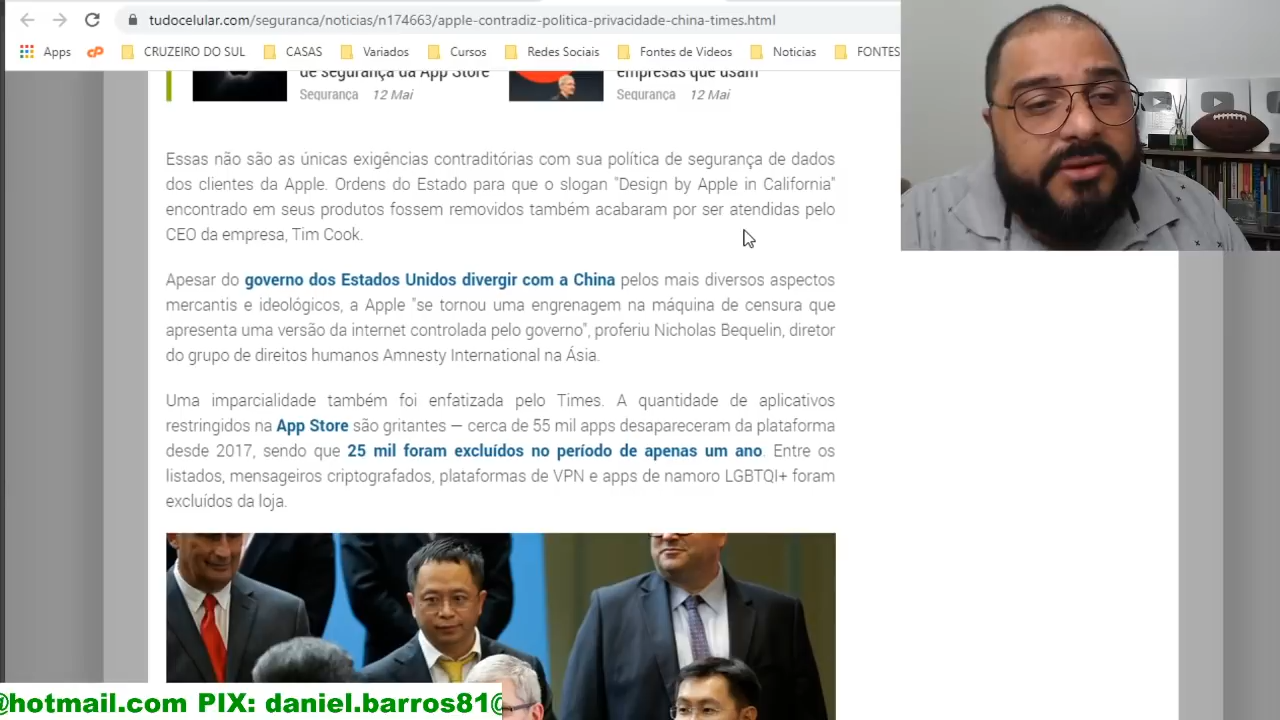 tudocelular.com/seguranca/noticias/n174663/apple-contradiz-politica-privacidade-china-times.html
Apps CRUZEIRO DO SUL CASAS Variados Cursos Redes Sociais Fontes de Videos Noticias FONTES
de segurança da App Store
empresas que usam
Segurança 12 Mai
Segurança 12 Mai
Essas não são as únicas exigências contraditórias com sua política de segurança de dados
dos clientes da Apple. Ordens do Estado para que o slogan "Design by Apple in California"
encontrado em seus produtos fossem removidos também acabaram por ser atendidas pelo
CEO da empresa, Tim Cook.
Apesar do governo dos Estados Unidos divergir com a China pelos mais diversos aspectos
mercantis e ideológicos, a Apple "se tornou uma engrenagem na máquina de censura que
apresenta uma versão da internet controlada pelo governo", proferiu Nicholas Bequelin, diretor
do grupo de direitos humanos Amnesty International na Ásia.
Uma imparcialidade também foi enfatizada pelo Times. A quantidade de aplicativos
restringidos na App Store são gritantes — cerca de 55 mil apps desapareceram da plataforma
desde 2017, sendo que 25 mil foram excluídos no período de apenas um ano. Entre os
listados, mensageiros criptografados, plataformas de VPN e apps de namoro LGBTQI+ foram
excluídos da loja.
@hotmail.com PIX: daniel.barros81@